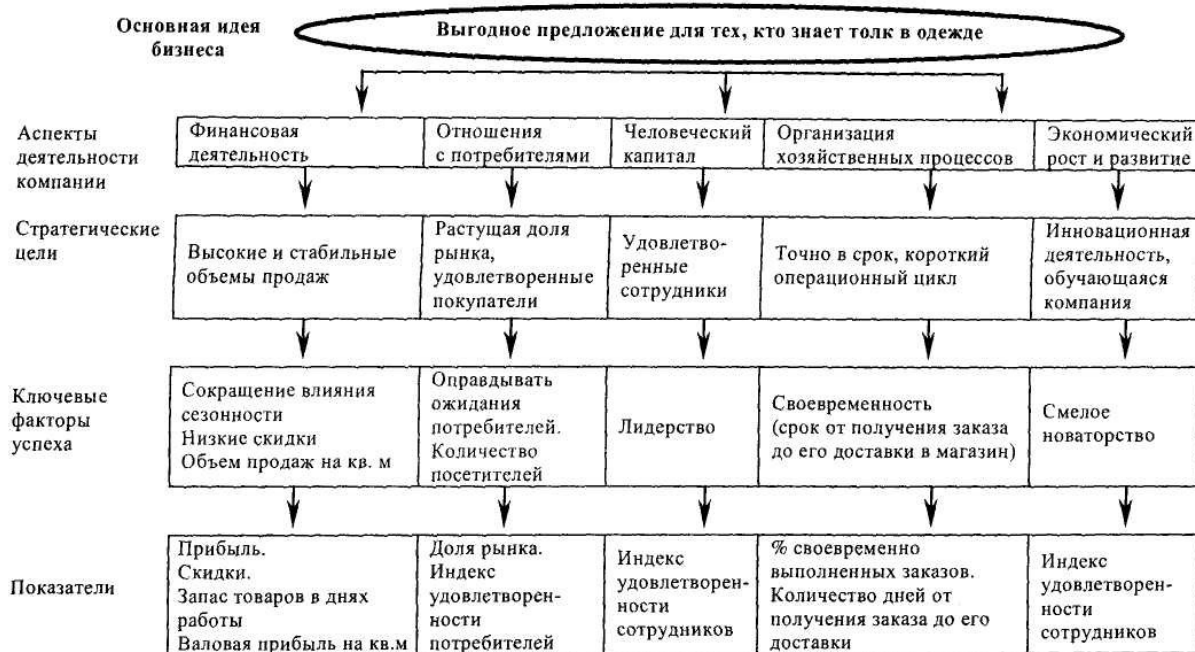 Основная идея
бизнеса
Выгодное предложение для тех, кто знает толк в одежде
Аспекты
деятельности
компании
Финансовая
деятельность
Отношения
с потребителями
Человеческий
капитал
Организация
хозяйственных процессов
Экономический
рост и развитие
Стратегические
цели
Высокие и стабильные
объемы продаж
Растущая доля
рынка,
удовлетворенные
покупатели
Удовлетво-
ренные
сотрудники
Точно в срок, короткий
операционный цикл
Инновационная
деятельность,
обучающаяся
компания
Ключевые
факторы
успеха
Сокращение влияния
сезонности
Низкие скидки
Объем продаж на кв. м
Оправдывать
ожидания
потребителей.
Количество
посетителей
Лидерство
Своевременность
(срок от получения заказа
до его доставки в магазин)
Смелое
новаторство
Показатели
Прибыль.
Скидки.
Запас товаров в днях
работы
Валовая прибыль на кв.м
Доля рынка.
Индекс
удовлетворен-
ности
потребителей
Индекс
удовлетворен-
ности
сотрудников
% своевременно
выполненных заказов.
Количество дней от
получения заказа до его
доставки
Индекс
удовлетворен-
ности
сотрудников